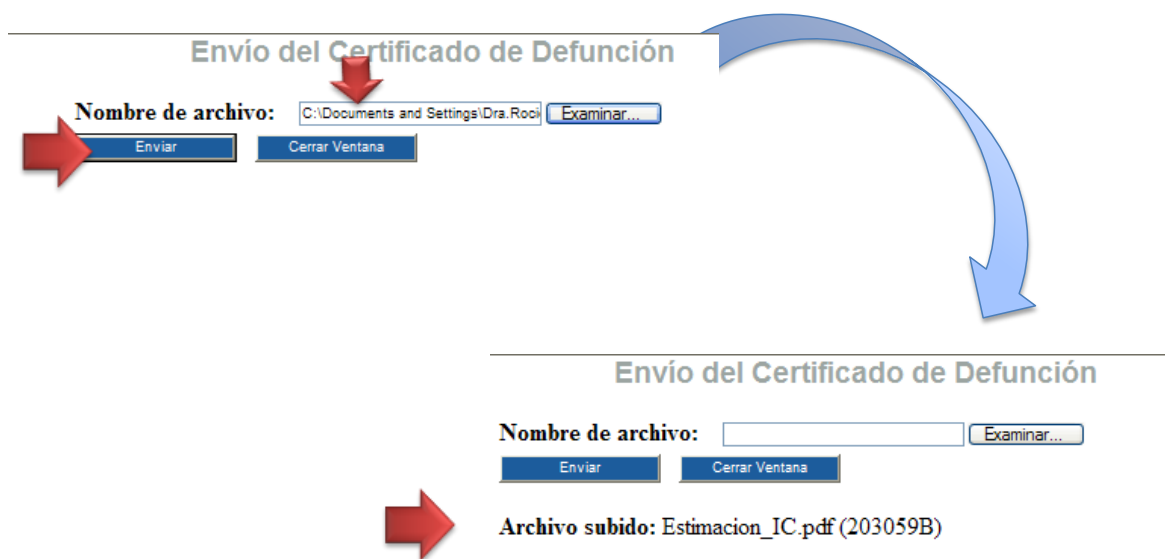 Envío del Certificado de Defunción
Nombre de archivo: C:\Documents and Settings\Dra.Roci Examinar...
Enviar Cerrar Ventana
Envío del Certificado de Defunción
Nombre de archivo: Examinar...
Enviar Cerrar Ventana
Archivo subido: Estimacion_IC.pdf (203059B)